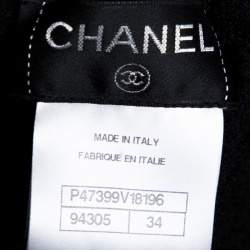 CHANEL
MADE IN ITALY
FABRIQUE EN ITALIE
P47399V18196
94305 34